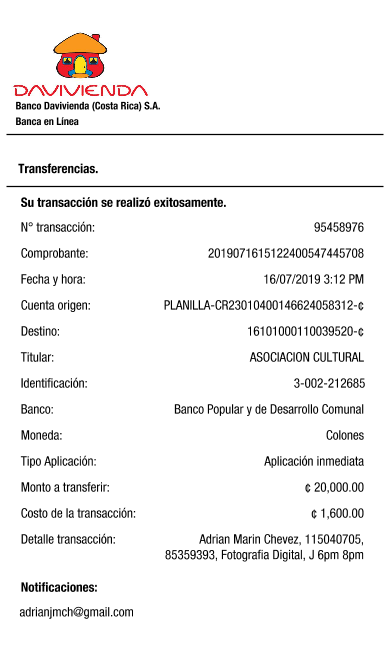 DAVIVIENDA
Banco Davivienda (Costa Rica) S.A.
Banca en Línea
Transferencias.
Su transacción se realizó exitosamente.
N° transacción: 95458976
Comprobante: 2019071615122400547445708
Fecha y hora: 16/07/2019 3:12 PM
Cuenta origen: PLANILLA-CR23010400146624058312-¢
Destino: 16101000110039520-¢
Titular: ASOCIACION CULTURAL
Identificación: 3-002-212685
Banco: Banco Popular y de Desarrollo Comunal
Moneda: Colones
Tipo Aplicación: Aplicación inmediata
Monto a transferir: ¢ 20,000.00
Costo de la transacción: ¢ 1,600.00
Detalle transacción: Adrian Marin Chevez, 115040705,
85359393, Fotografia Digital, J 6pm 8pm
Notificaciones:
adrianjmch@gmail.com